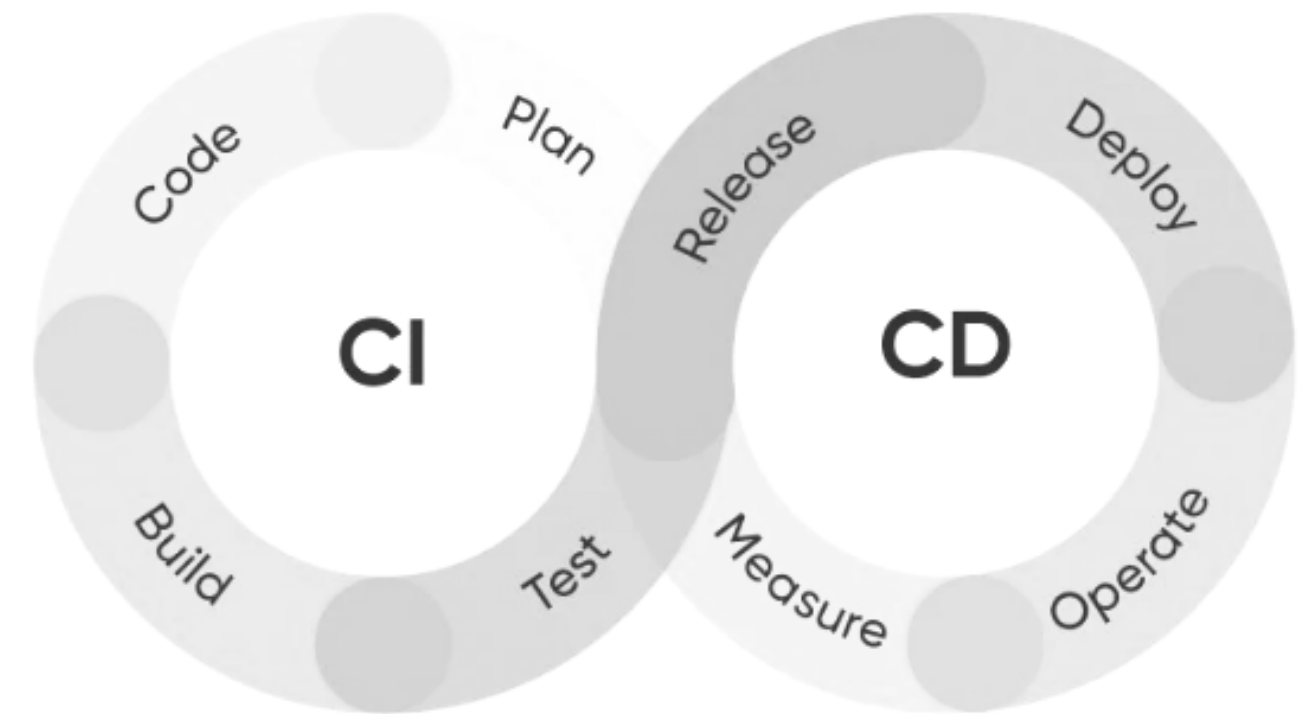 Plan
Code
Build
Test
CI
Release
Deploy
Operate
Measure
CD